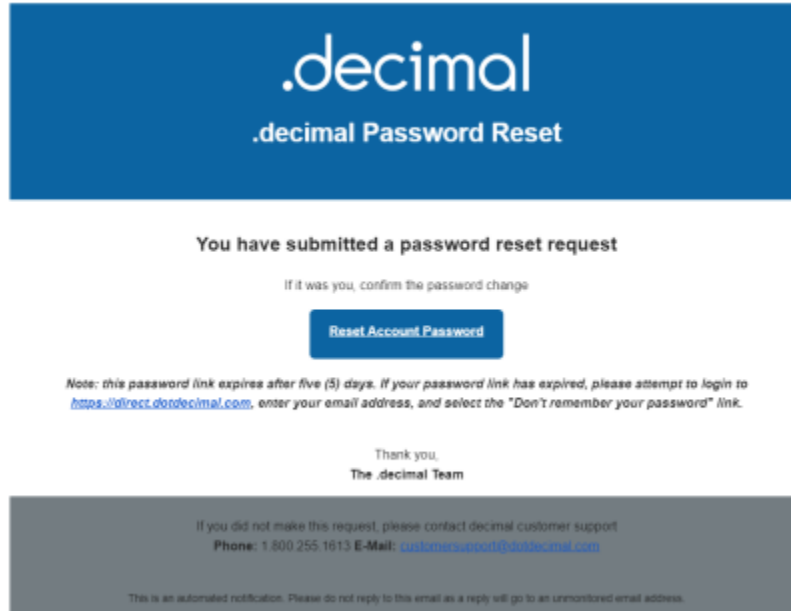 .decimal
.decimal Password Reset
You have submitted a password reset request
If it was you, confirm the password change
Reset Account Password
Note: this password link expires after five (5) days. If your password link has expired, please attempt to login to
https://direct.dotdecimal.com, enter your email address, and select the "Don't remember your password" link.
Thank you,
The .decimal Team
If you did not make this request, please contact decimal customer support
Phone: 1.800.255.1613 E-Mail: customersupport@dotdecimal.com
This is an automated notification. Please do not reply to this email as a reply will go to an unmonitored email address.